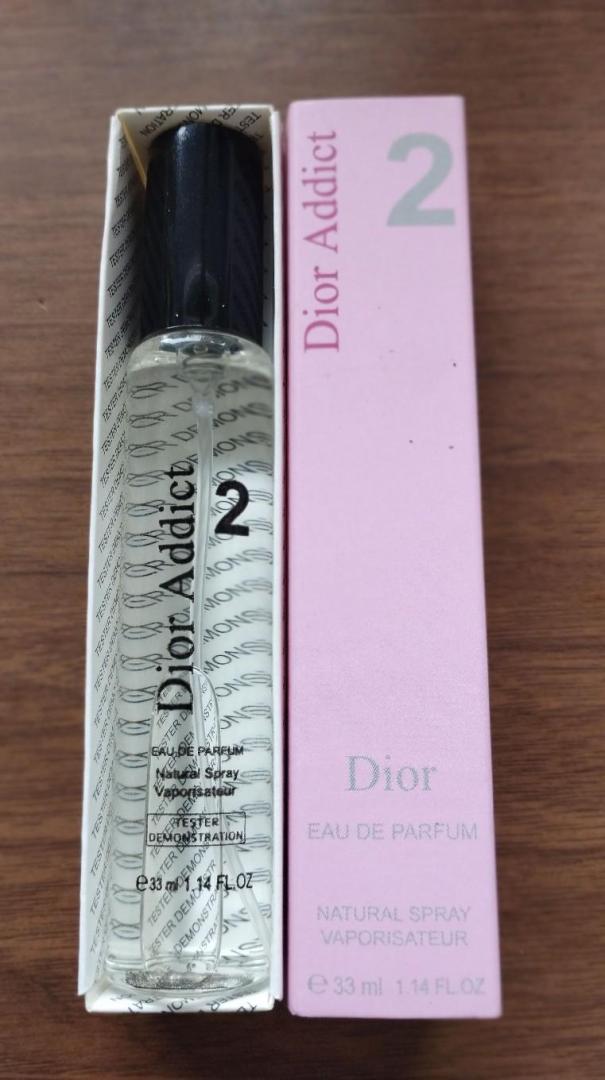 Dior Addict
2
EAU DE PARFUM
Natural Spray
Vaporisateur
TESTER
DEMONSTRATION
℮33 ml 1.14 FL.OZ
Dior Addict
2
Dior
EAU DE PARFUM
NATURAL SPRAY
VAPORISATEUR
℮ 33 ml 1.14 FL.OZ